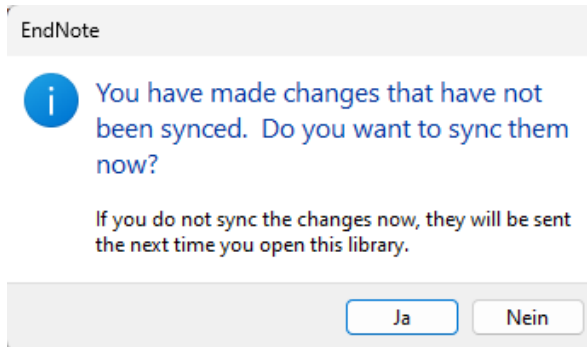 EndNote
You have made changes that have not
been synced.  Do you want to sync them
now?
If you do not sync the changes now, they will be sent
the next time you open this library.
Ja
Nein